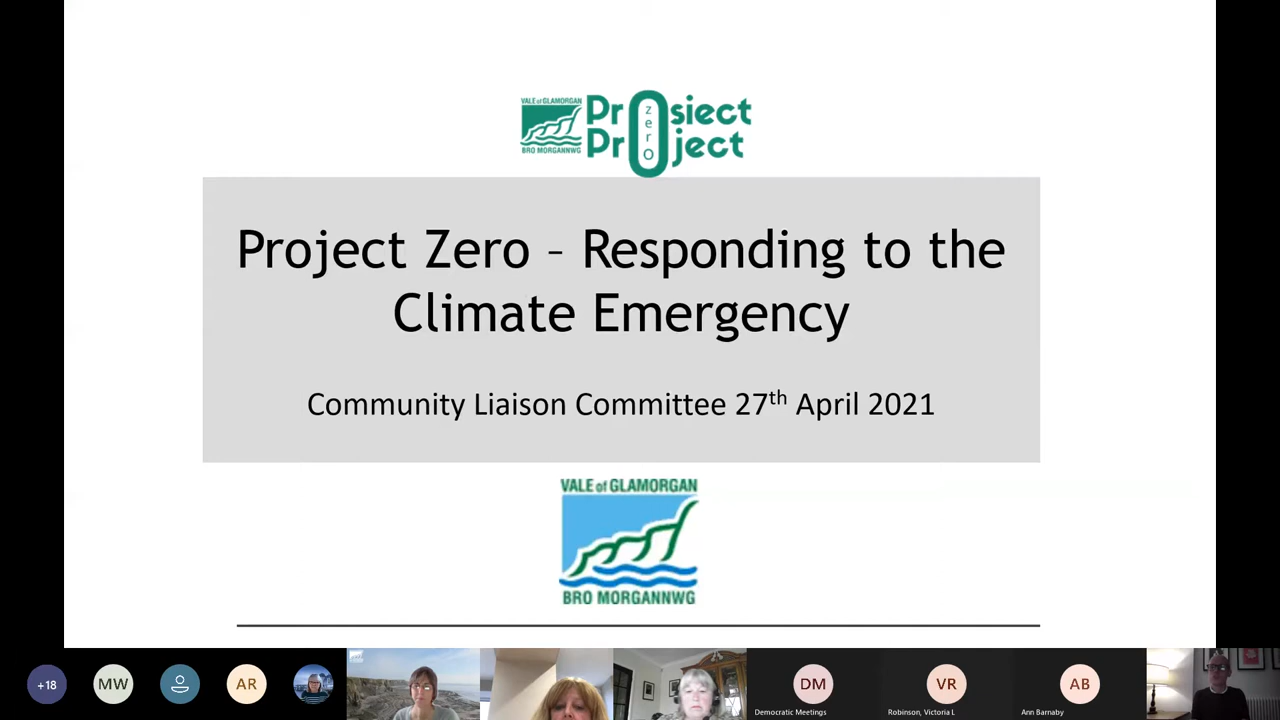 VALE of GLAMORGAN
BRO MORGANNWG
Prosiect
zero
Project
Project Zero – Responding to the
Climate Emergency
Community Liaison Committee 27th April 2021
VALE of GLAMORGAN
BRO MORGANNWG
+18
MW
AR
DM
Democratic Meetings
VR
Robinson, Victoria L
AB
Ann Barnaby